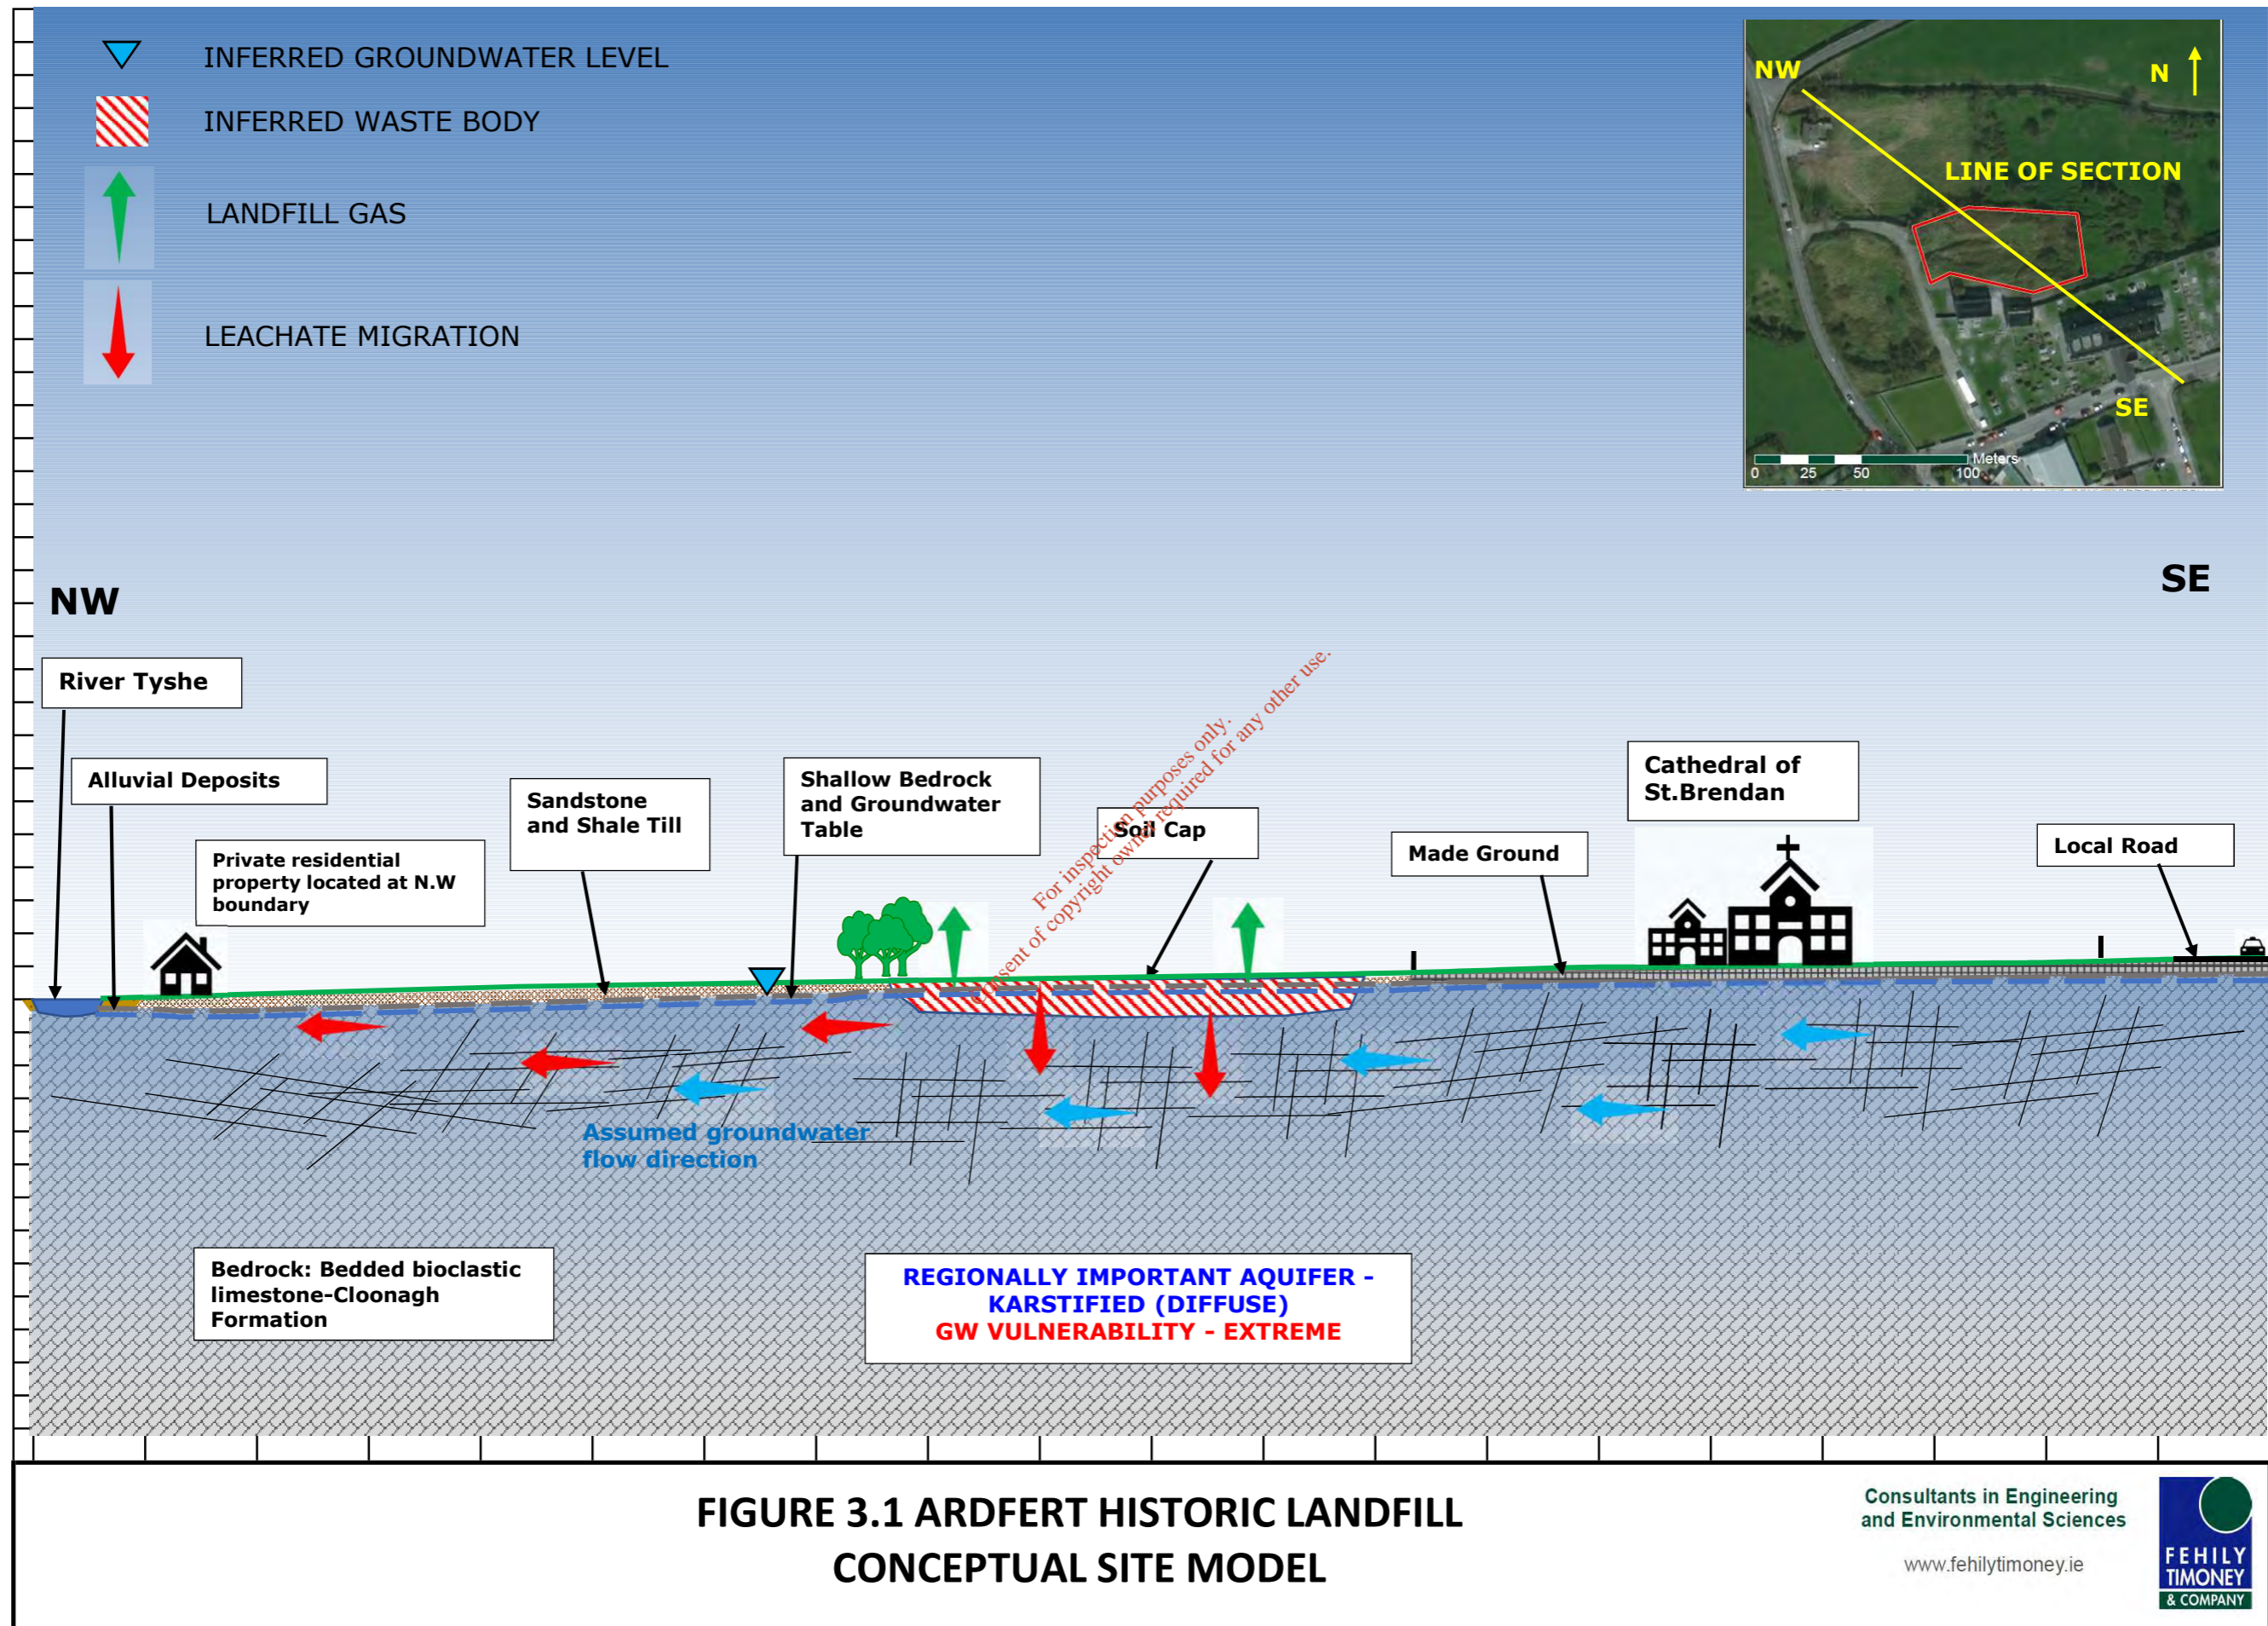 INFERRED GROUNDWATER LEVEL
INFERRED WASTE BODY
LANDFILL GAS
LEACHATE MIGRATION
NW
N
LINE OF SECTION
SE
Meters
0 25 50 100
NW
SE
River Tyshe
Alluvial Deposits
Private residential
property located at N.W
boundary
Sandstone
and Shale Till
Shallow Bedrock
and Groundwater
Table
Soil Cap
For inspection purposes only.
Consent of copyright owner required for any other use.
Made Ground
Cathedral of
St.Brendan
Local Road
Assumed groundwater
flow direction
Bedrock: Bedded bioclastic
limestone-Cloonagh
Formation
REGIONALLY IMPORTANT AQUIFER -
KARSTIFIED (DIFFUSE)
GW VULNERABILITY - EXTREME
FIGURE 3.1 ARDFERT HISTORIC LANDFILL
CONCEPTUAL SITE MODEL
Consultants in Engineering
and Environmental Sciences
www.fehilytimoney.ie
FEHILY
TIMONEY
& COMPANY